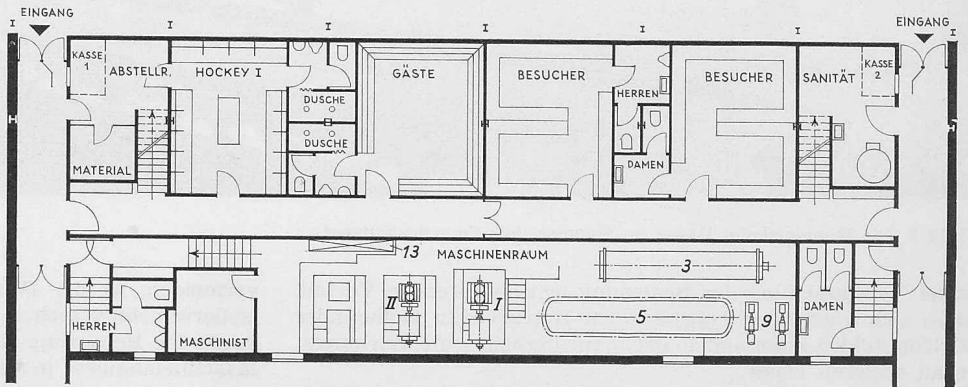 EINGANG
EINGANG
KASSE
1
ABSTELLR.
HOCKEY I
GÄSTE
BESUCHER
BESUCHER
SANITÄT
KASSE
2
DUSCHE
HERREN
DUSCHE
MATERIAL
DAMEN
13
MASCHINENRAUM
3
II
I
5
9
DAMEN
HERREN
MASCHINIST